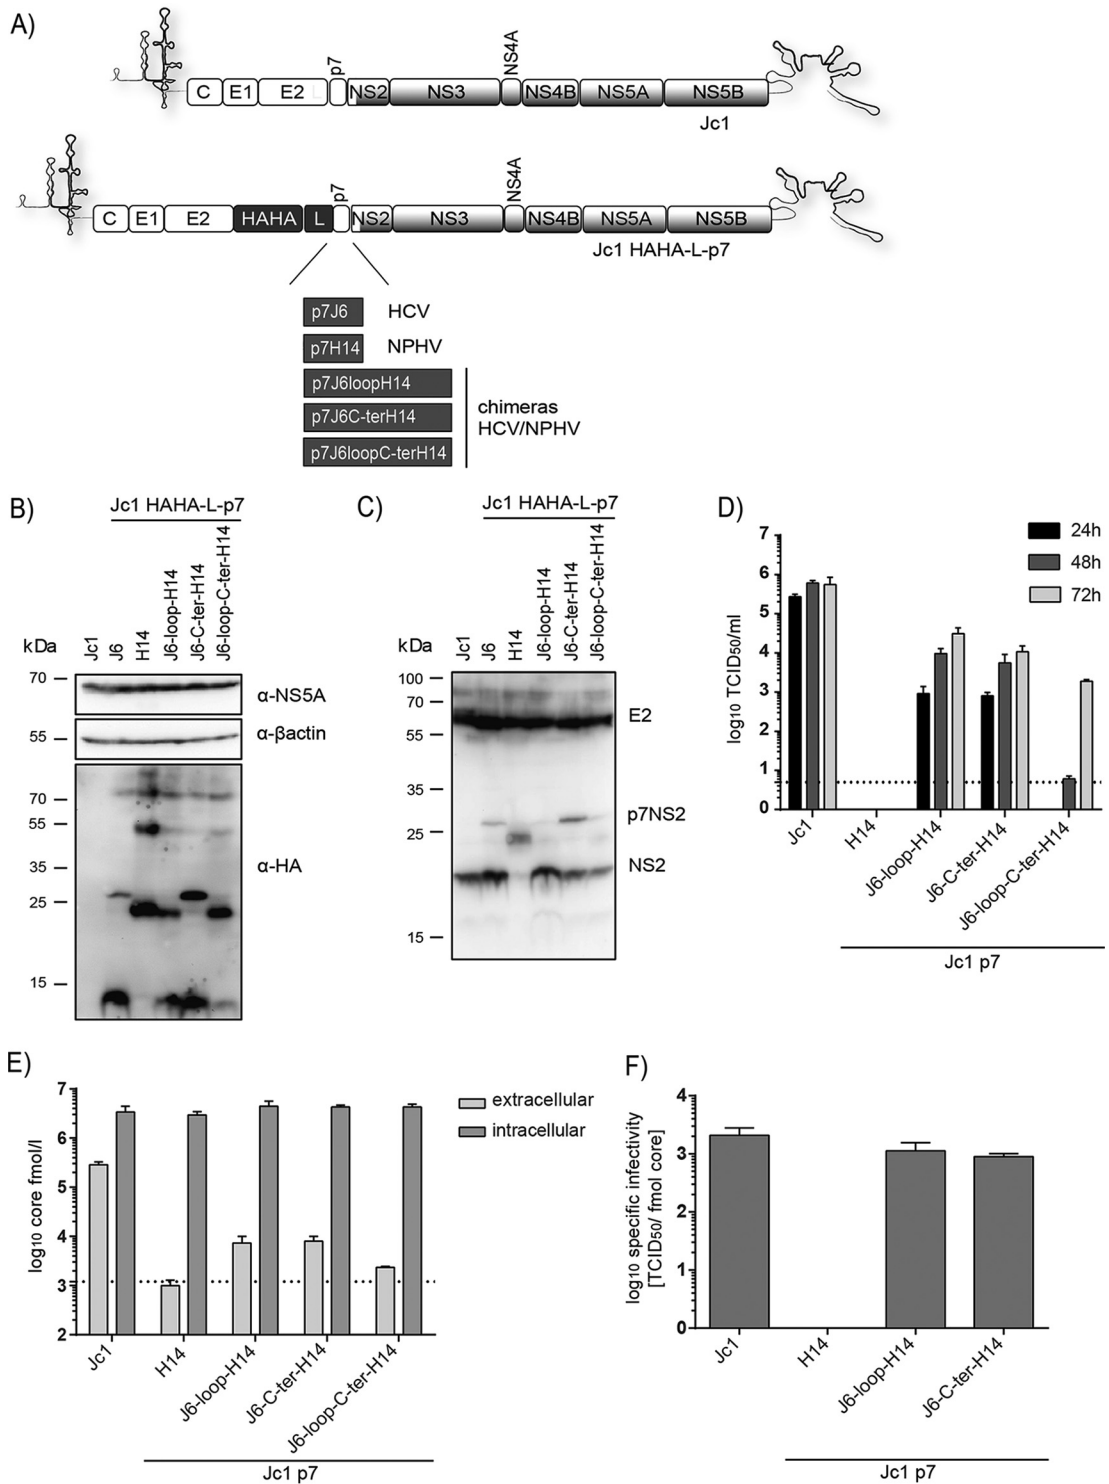 A)
C E1 E2 p7 NS2 NS3 NS4A NS4B NS5A NS5B
Jc1
C E1 E2 HAHA L p7 NS2 NS3 NS4A NS4B NS5A NS5B
Jc1 HAHA-L-p7
p7J6 HCV
p7H14 NPHV
p7J6loopH14
p7J6C-terH14
p7J6loopC-terH14
chimeras
HCV/NPHV
B)
Jc1 HAHA-L-p7
kDa
Jc1
J6
H14
J6-loop-H14
J6-C-ter-H14
J6-loop-C-ter-H14
70
α-NS5A
55
α-βactin
70
55
35
25
15
α-HA
C)
Jc1 HAHA-L-p7
kDa
Jc1
J6
H14
J6-loop-H14
J6-C-ter-H14
J6-loop-C-ter-H14
100
70
55
35
25
15
E2
p7NS2
NS2
D)
24h
48h
72h
log10 TCID50/ml
7
6
5
4
3
2
1
0
Jc1
H14
J6-loop-H14
J6-C-ter-H14
J6-loop-C-ter-H14
Jc1 p7
E)
extracellular
intracellular
log10 core fmol/l
7
6
5
4
3
2
Jc1
H14
J6-loop-H14
J6-C-ter-H14
J6-loop-C-ter-H14
Jc1 p7
F)
log10 specific infectivity
[TCID50/ fmol core]
4
3
2
1
0
Jc1
H14
J6-loop-H14
J6-C-ter-H14
Jc1 p7